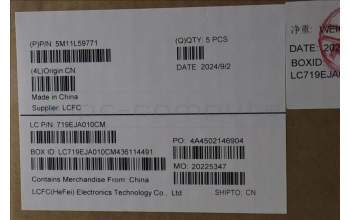 (P)P/N: 5M11L59771
(Q)QTY: 5 PCS
(4L)Origin:CN
DATE: 2024/9/2
Made in China
Supplier: LCFC
LC P/N: 719EJA010CM
PO: 4A4502146904
BOX ID: LC719EJA010CM436114491
MO: 20225347
Contains Merchandise From China
LCFC(HeFei) Electronics Technology Co., Ltd
SHIPTO: CN
净重:
DATE: 202
BOXID
LC719EJA0